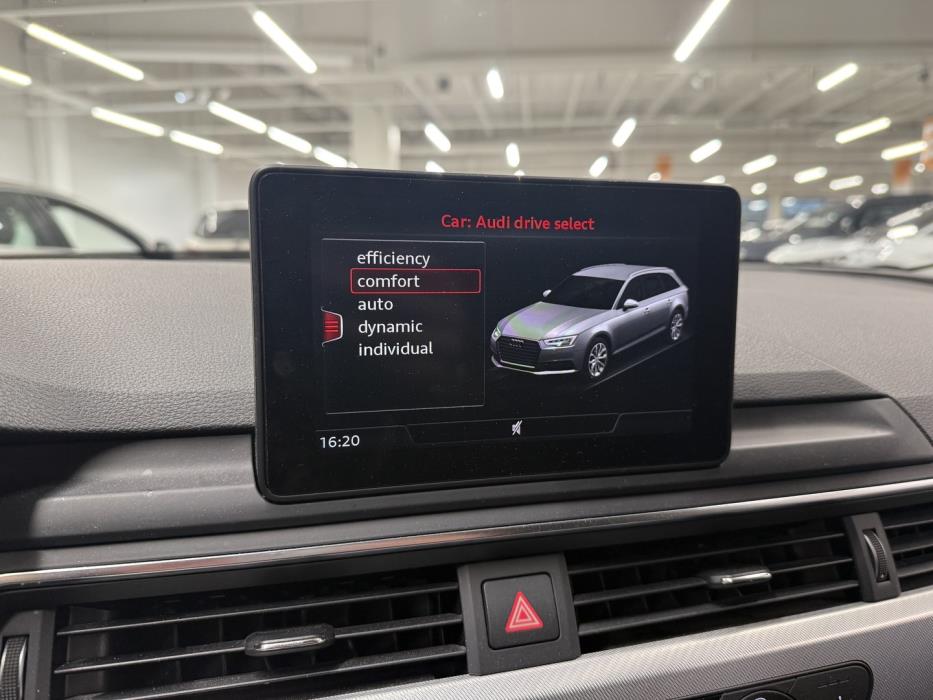 Car: Audi drive select
efficiency
comfort
auto
dynamic
individual
16:20